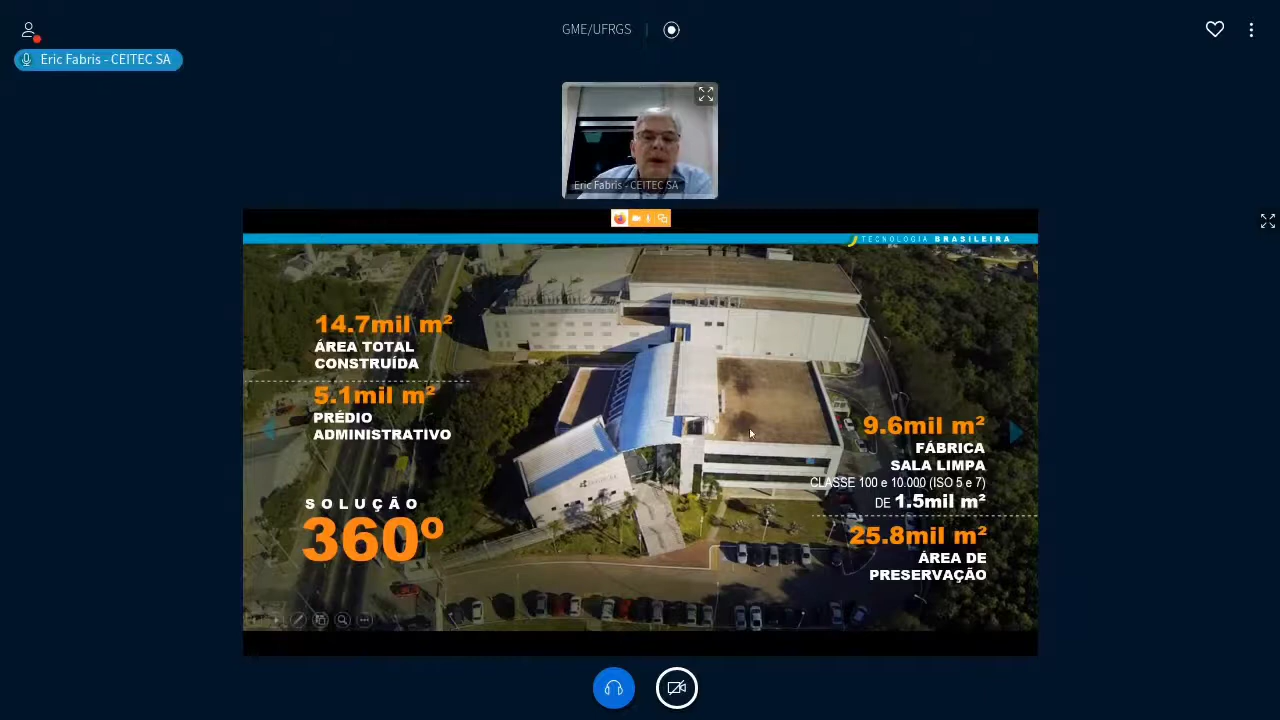 GME/UFRGS
Eric Fabris - CEITEC SA
Eric Fabris - CEITEC SA
TECNOLOGIA BRASILEIRA
14.7mil m²
ÁREA TOTAL
CONSTRUÍDA
5.1mil m²
PRÉDIO
ADMINISTRATIVO
SOLUÇÃO
360º
9.6mil m²
FÁBRICA
SALA LIMPA
CLASSE 100 e 10.000 (ISO 5 e 7)
DE 1.5mil m²
25.8mil m²
ÁREA DE
PRESERVAÇÃO